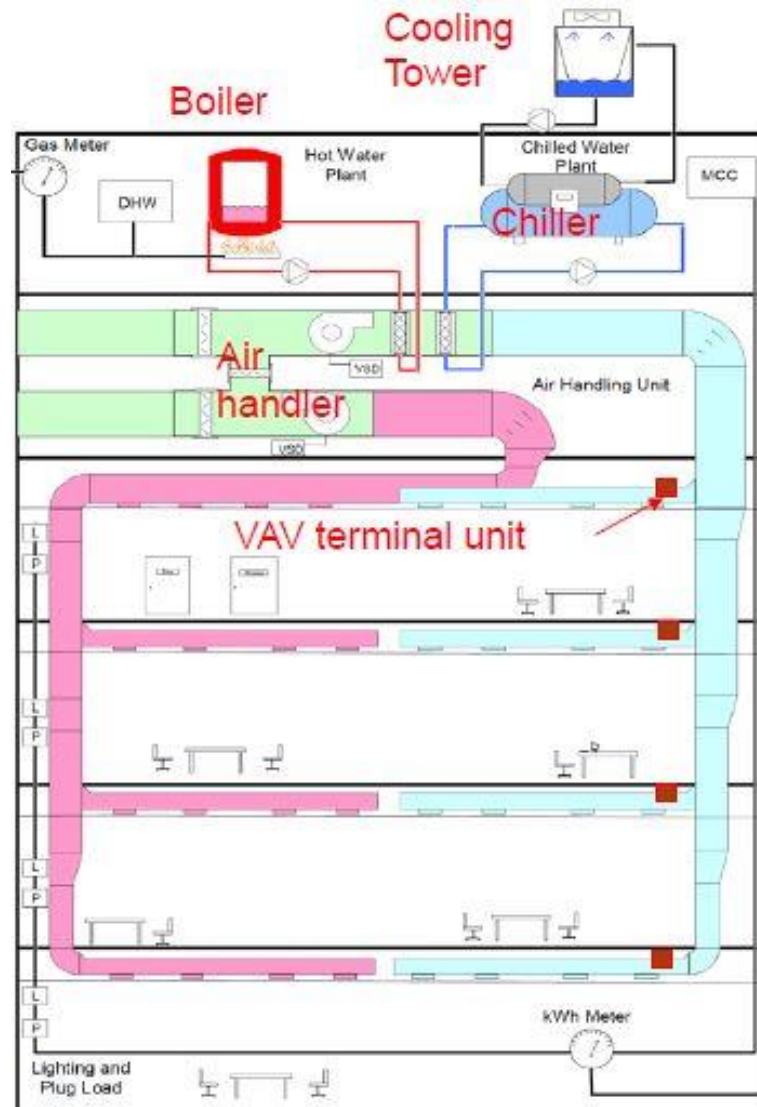 Cooling
Tower
Boiler
Gas Meter
Hot Water
Plant
Chilled Water
Plant
MCC
DHW
Chiller
VSD
Air
handler
Air Handling Unit
VSD
VAV terminal unit
L
P
L
P
L
P
L
P
kWh Meter
Lighting and
Plug Load